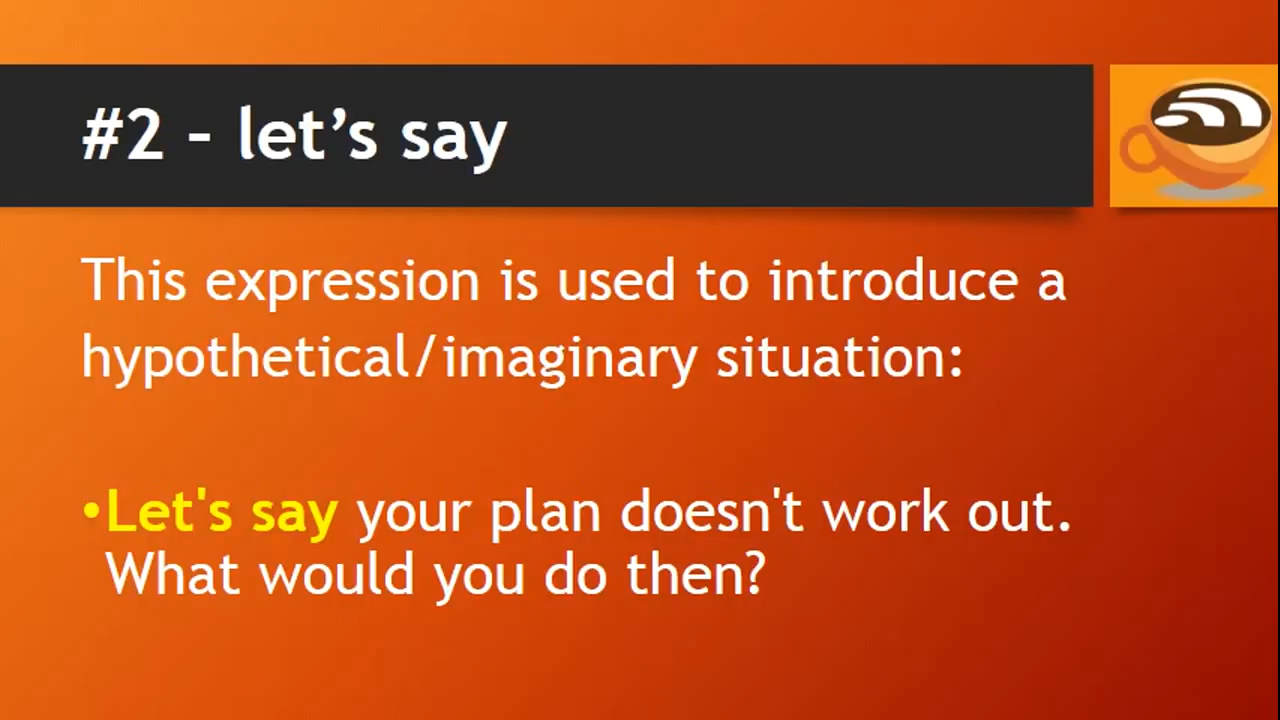 #2 – let’s say
This expression is used to introduce a
hypothetical/imaginary situation:
•Let's say your plan doesn't work out.
What would you do then?